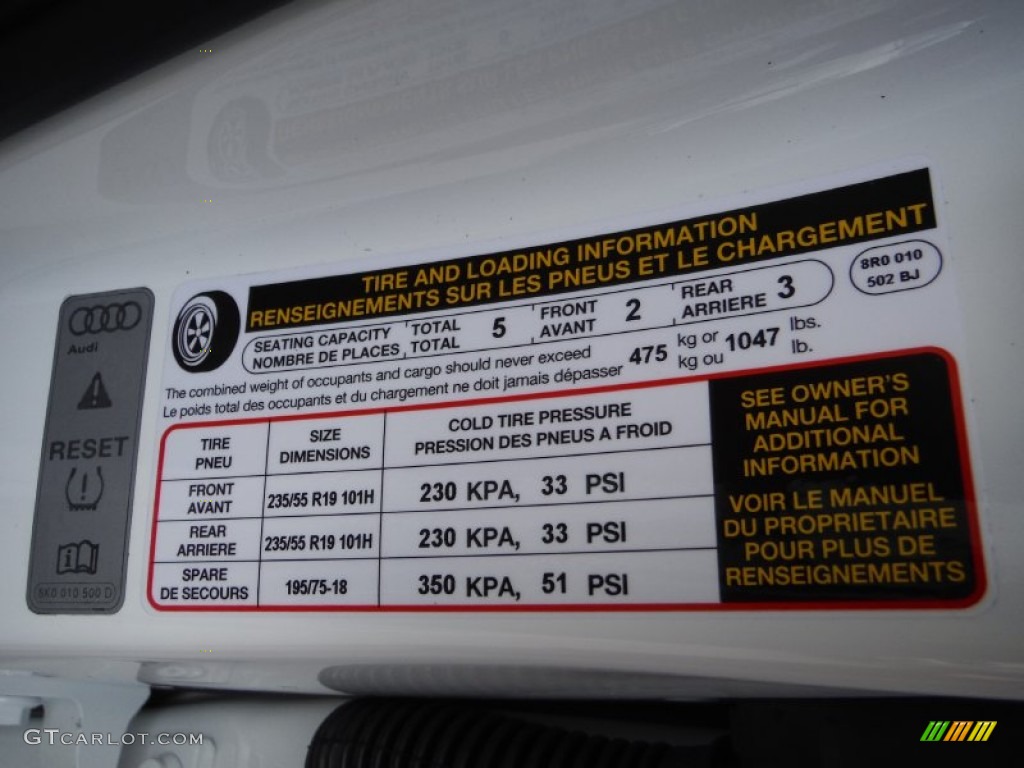 Audi
RESET
8K0 010 500 D
TIRE AND LOADING INFORMATION
RENSEIGNEMENTS SUR LES PNEUS ET LE CHARGEMENT
SEATING CAPACITY TOTAL 5 FRONT 2 REAR 3
NOMBRE DE PLACES TOTAL AVANT ARRIERE
8R0 010
502 BJ
The combined weight of occupants and cargo should never exceed 475 kg or 1047 lbs.
Le poids total des occupants et du chargement ne doit jamais dépasser kg ou lb.
TIRE SIZE COLD TIRE PRESSURE
PNEU DIMENSIONS PRESSION DES PNEUS A FROID
FRONT
AVANT 235/55 R19 101H 230 KPA, 33 PSI
REAR
ARRIERE 235/55 R19 101H 230 KPA, 33 PSI
SPARE
DE SECOURS 195/75-18 350 KPA, 51 PSI
SEE OWNER'S
MANUAL FOR
ADDITIONAL
INFORMATION
VOIR LE MANUEL
DU PROPRIETAIRE
POUR PLUS DE
RENSEIGNEMENTS
GTCARLOT.COM